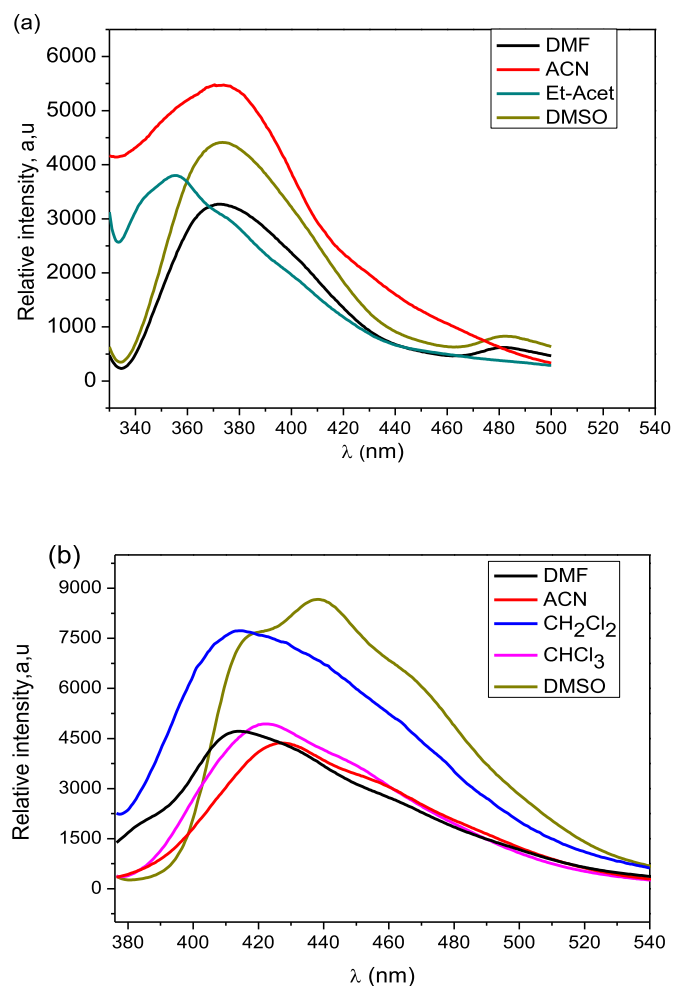 (a)
DMF
ACN
Et-Acet
DMSO
Relative intensity, a,u
6000
5000
4000
3000
2000
1000
0
340 360 380 400 420 440 460 480 500 520 540
λ (nm)
(b)
DMF
ACN
CH2Cl2
CHCl3
DMSO
Relative intensity,a,u
9000
7500
6000
4500
3000
1500
0
380 400 420 440 460 480 500 520 540
λ (nm)